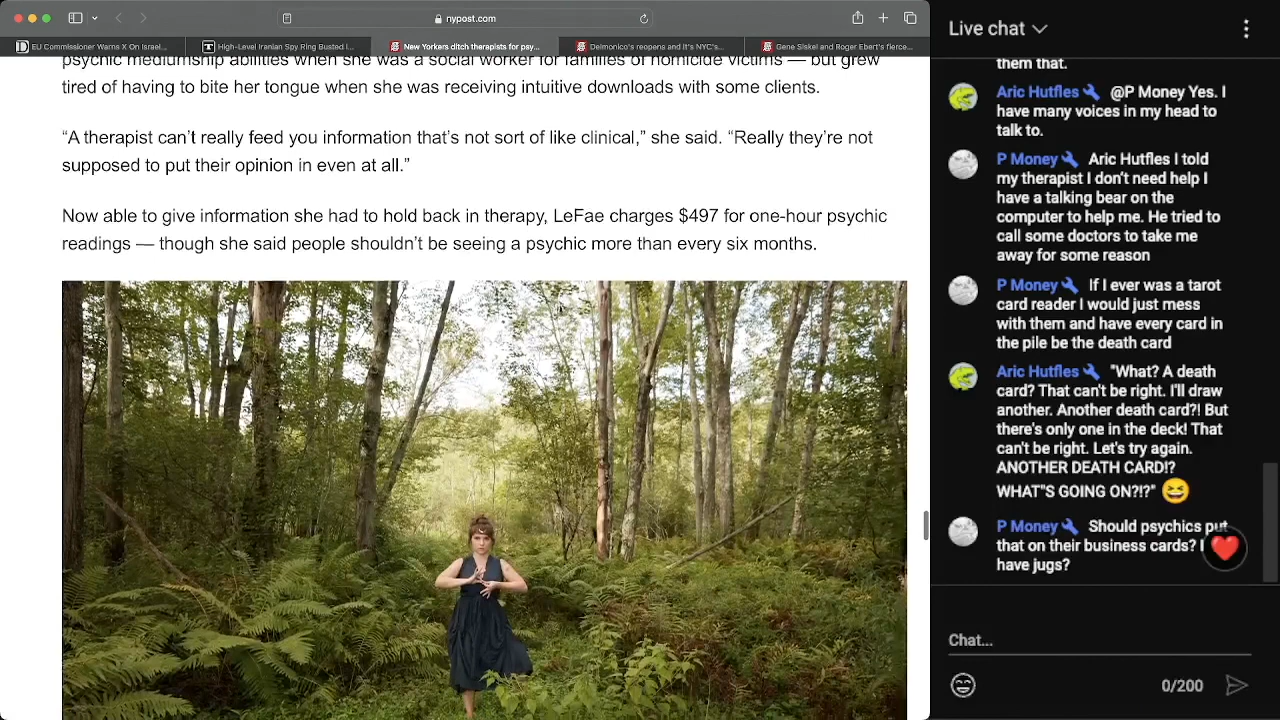 nypost.com
EU Commissioner Warns X On Israel...
High-Level Iranian Spy Ring Busted I...
New Yorkers ditch therapists for psy...
Delmonico's reopens and it's NYC's...
Gene Siskel and Roger Ebert's fierce...
psychic mediumship abilities when she was a social worker for families of homicide victims — but grew
tired of having to bite her tongue when she was receiving intuitive downloads with some clients.
“A therapist can’t really feed you information that’s not sort of like clinical,” she said. “Really they’re not
supposed to put their opinion in even at all.”
Now able to give information she had to hold back in therapy, LeFae charges $497 for one-hour psychic
readings — though she said people shouldn’t be seeing a psychic more than every six months.
Live chat
them that.
Aric Hutfles @P Money Yes. I
have many voices in my head to
talk to.
P Money Aric Hutfles I told
my therapist I don't need help I
have a talking bear on the
computer to help me. He tried to
call some doctors to take me
away for some reason
P Money If I ever was a tarot
card reader I would just mess
with them and have every card in
the pile be the death card
Aric Hutfles "What? A death
card? That can't be right. I'll draw
another. Another death card?! But
there's only one in the deck! That
can't be right. Let's try again.
ANOTHER DEATH CARD!?
WHAT"S GOING ON?!?"
P Money Should psychics put
that on their business cards? I
have jugs?
Chat...
0/200